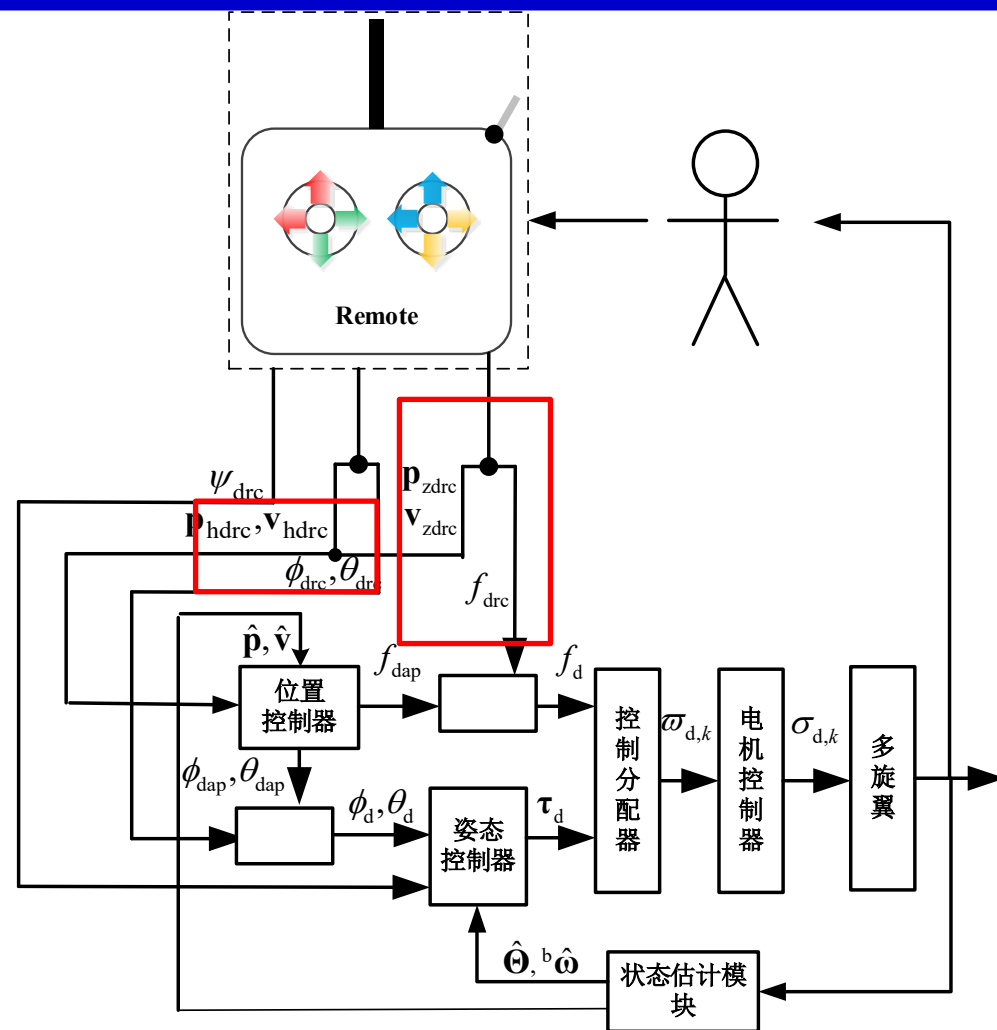 Remote
ψdrc
phdrc,vhdrc
ϕdrc,θdrc
pzdrc
vzdrc
fdrc
p̂,v̂
位置
控制器
fdap
fd
ϕdap,θdap
ϕd,θd
姿态
控制器
τd
控制分配器
ϖd,k
电机控制器
σd,k
多旋翼
Θ̂,bω̂
状态估计模
块